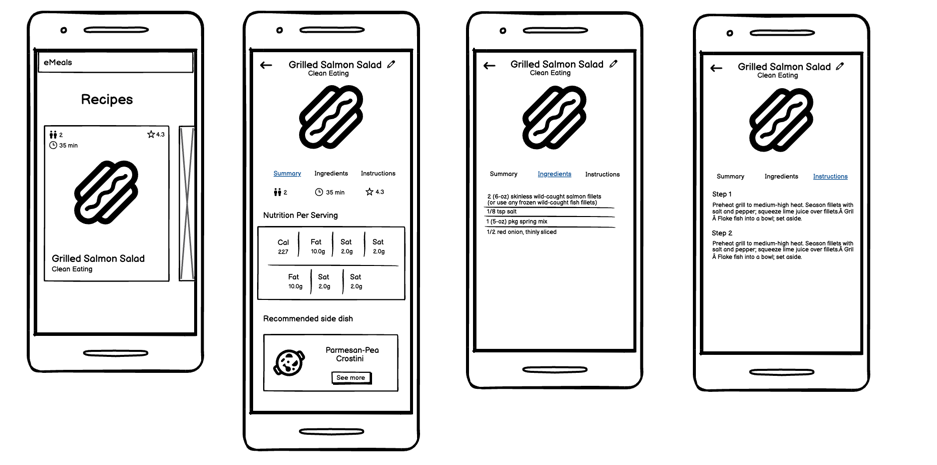 eMeals
Recipes
2
4.3
35 min
Grilled Salmon Salad
Clean Eating
Grilled Salmon Salad
Clean Eating
Summary Ingredients Instructions
2 35 min 4.3
Nutrition Per Serving
Cal Fat Sat Sat
227 10.0g 2.0g 2.0g
Fat Sat Sat
10.0g 2.0g 2.0g
Recommended side dish
Parmesan-Pea
Crostini
See more
Grilled Salmon Salad
Clean Eating
Summary Ingredients Instructions
2 (6-oz) skinless wild-caught salmon fillets
(or use any frozen wild-caught fish fillets)
1/8 tsp salt
1 (5-oz) pkg spring mix
1/2 red onion, thinly sliced
Grilled Salmon Salad
Clean Eating
Summary Ingredients Instructions
Step 1
Preheat grill to medium-high heat. Season fillets with
salt and pepper; squeeze lime juice over fillets.Â Gril
Â Flake fish into a bowl; set aside.
Step 2
Preheat grill to medium-high heat. Season fillets with
salt and pepper; squeeze lime juice over fillets.Â Gril
Â Flake fish into a bowl; set aside.